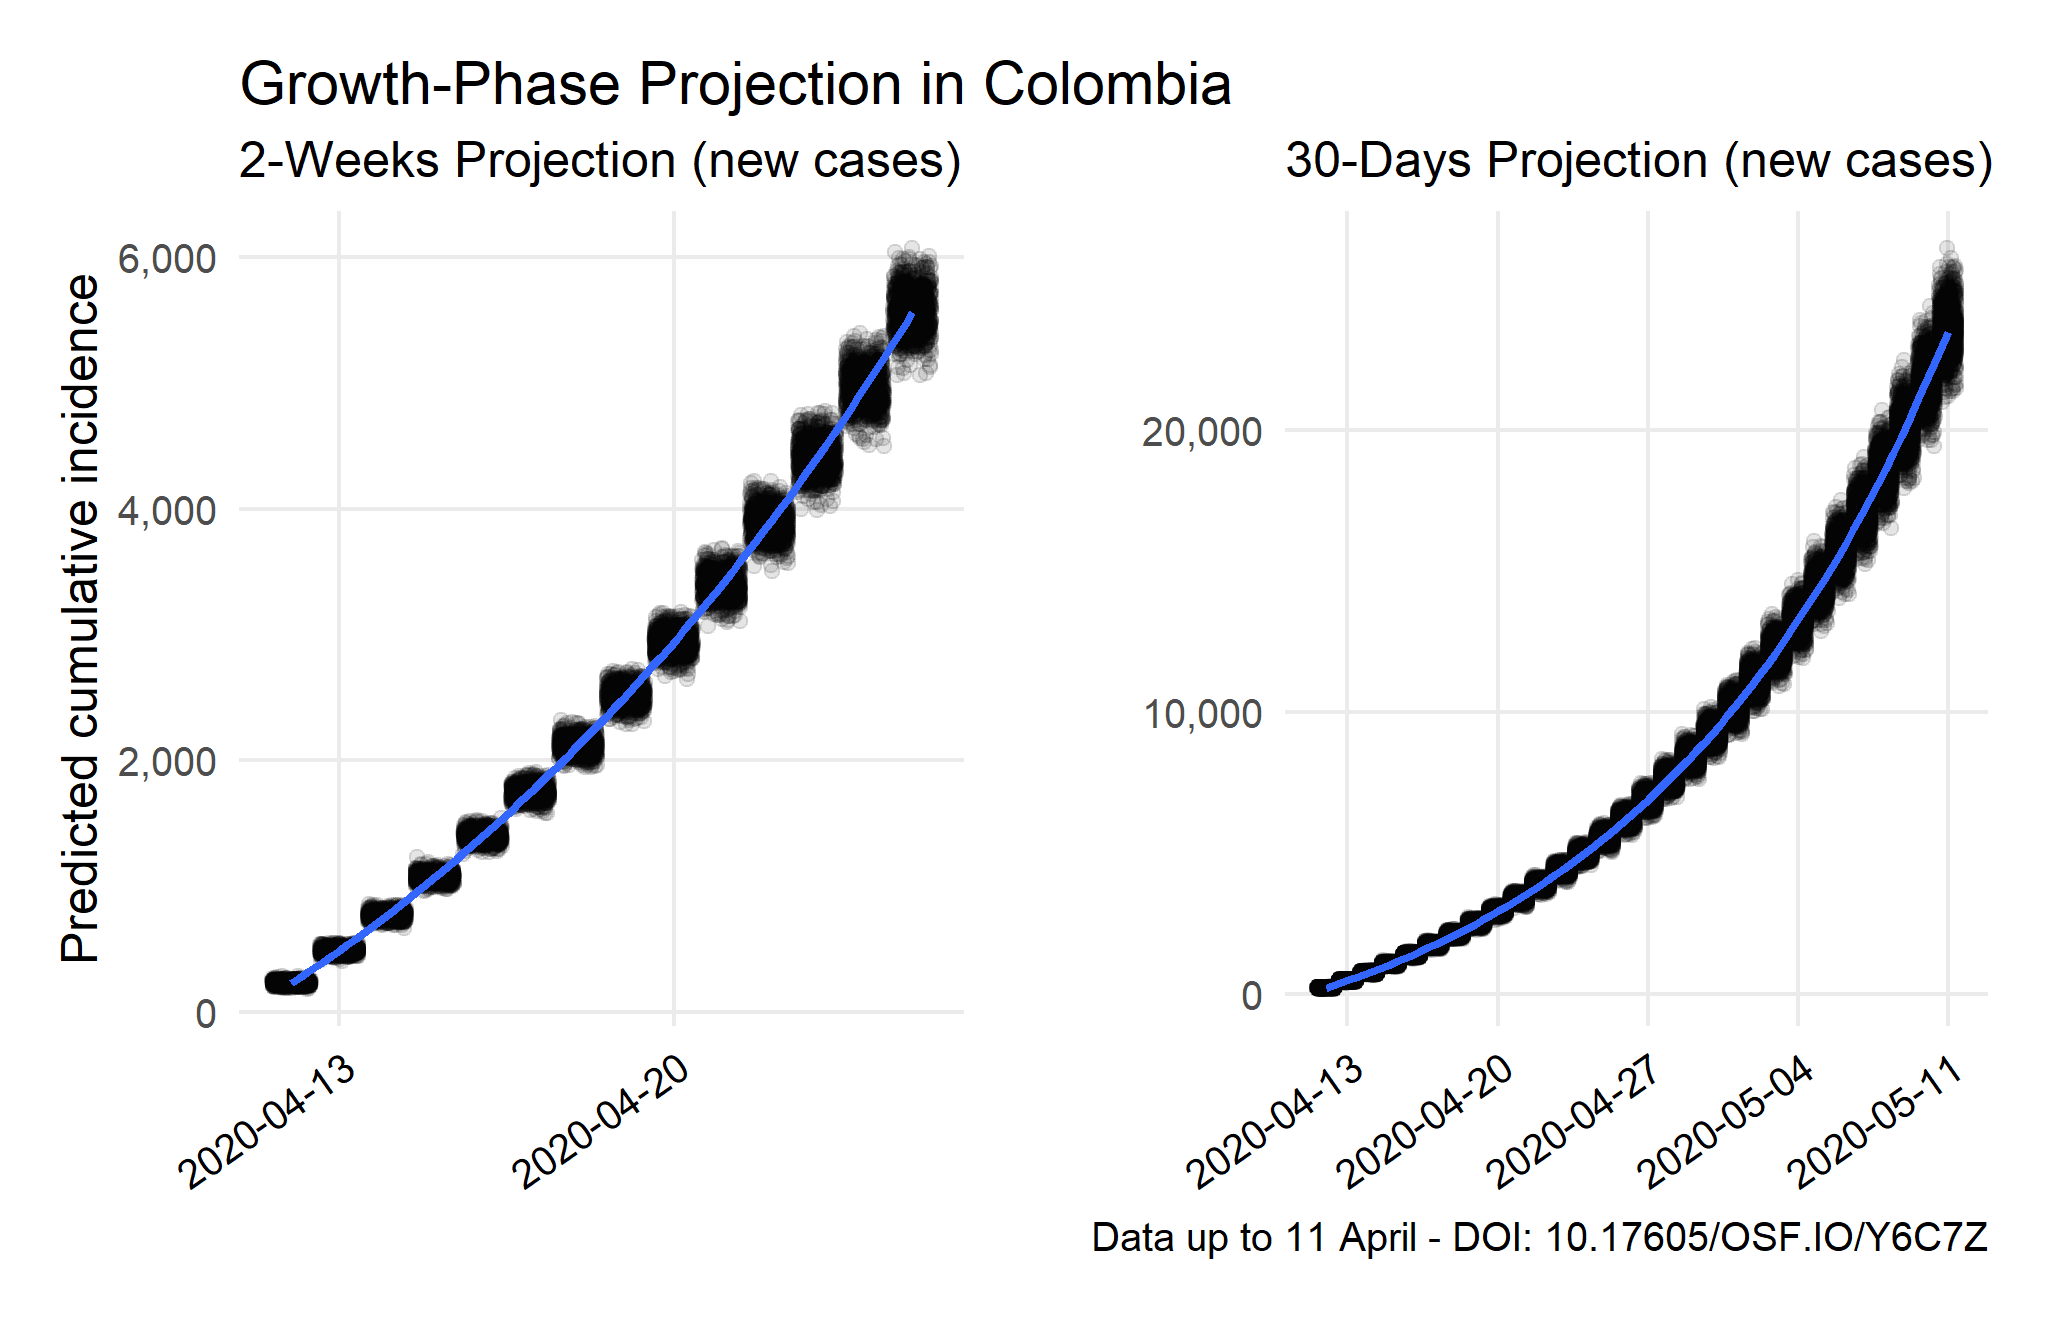 Growth-Phase Projection in Colombia
2-Weeks Projection (new cases)
Predicted cumulative incidence
6,000
4,000
2,000
0
2020-04-13
2020-04-20
30-Days Projection (new cases)
20,000
10,000
0
2020-04-13
2020-04-20
2020-04-27
2020-05-04
2020-05-11
Data up to 11 April - DOI: 10.17605/OSF.IO/Y6C7Z